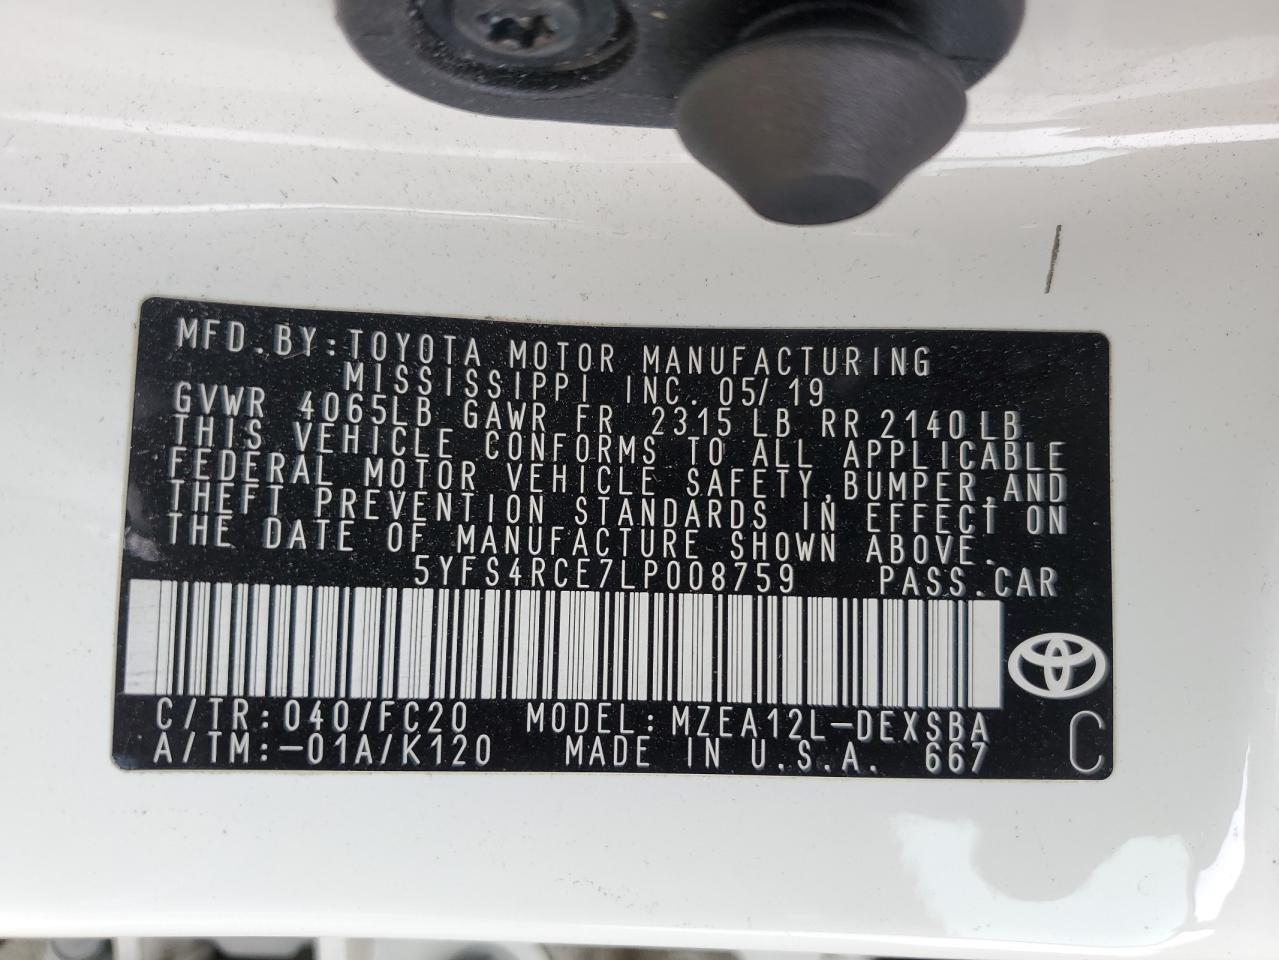 MFD.BY:TOYOTA MOTOR MANUFACTURING
MISSISSIPPI INC. 05/19
GVWR 4065LB GAWR FR 2315LB RR 2140LB
THIS VEHICLE CONFORMS TO ALL APPLICABLE
FEDERAL MOTOR VEHICLE SAFETY,BUMPER,AND
THEFT PREVENTION STANDARDS IN EFFECT ON
THE DATE OF MANUFACTURE SHOWN ABOVE.
5YFS4RCE7LP008759 PASS.CAR
C/TR:040/FC20 MODEL:MZEA12L-DEXSBA
A/TM:-01A/K120 MADE IN U.S.A. 667
C